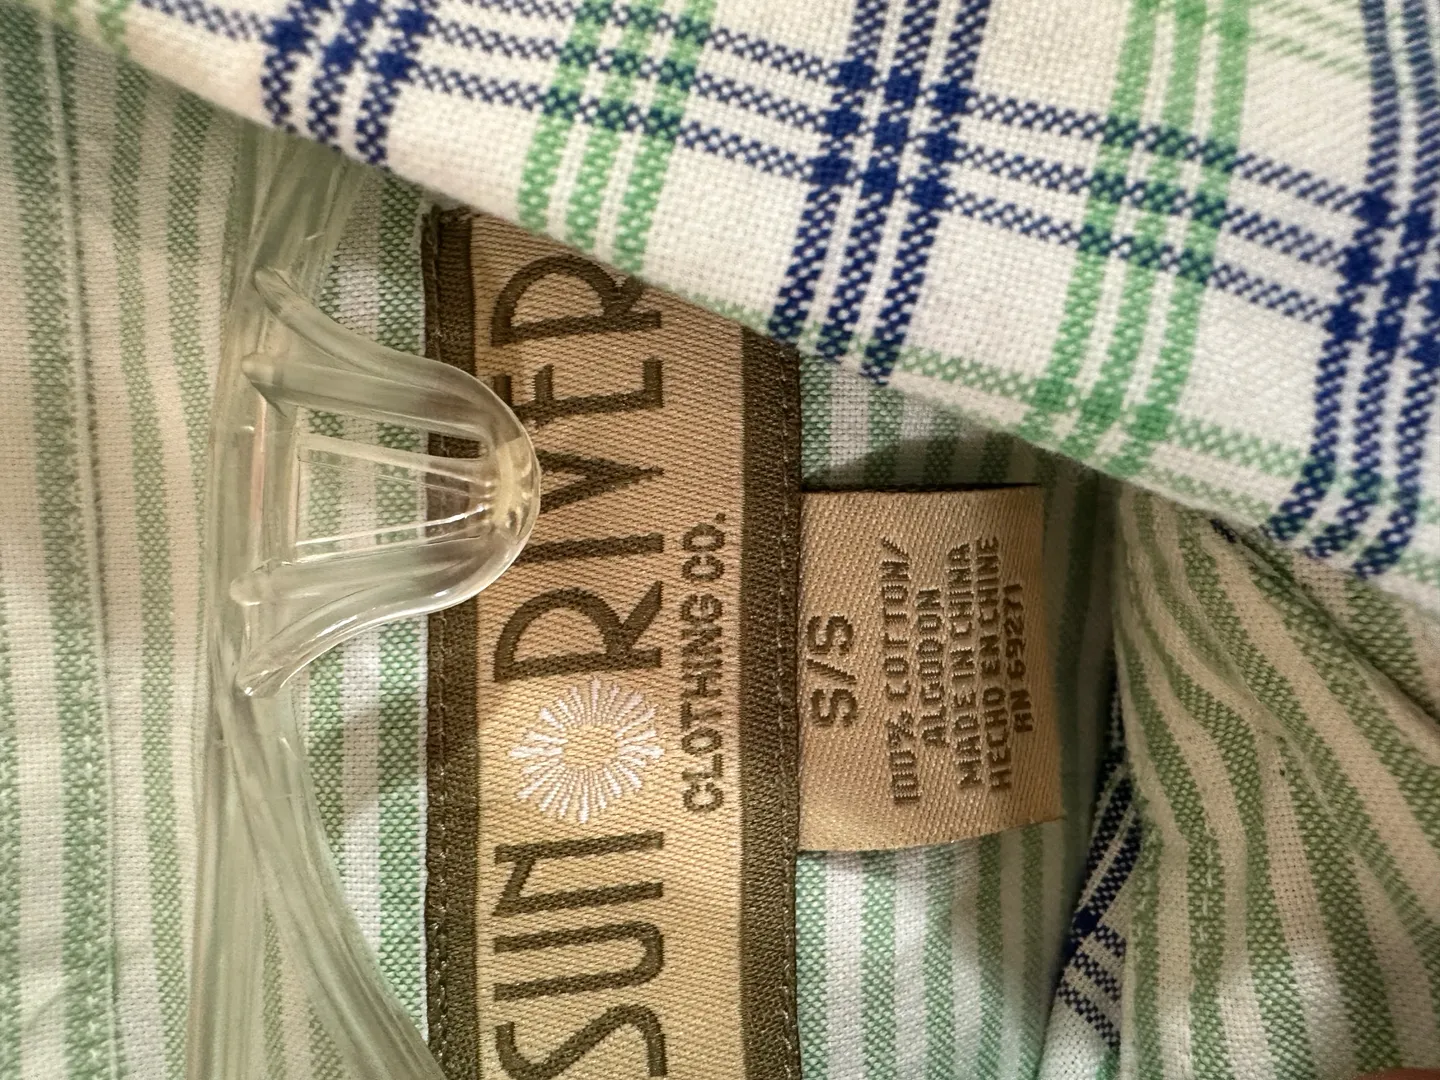 SUN RIVER
CLOTHING CO.
S/S
100% COTTON/
ALGODON
MADE IN CHINA
HECHO EN CHINE
RN 69271